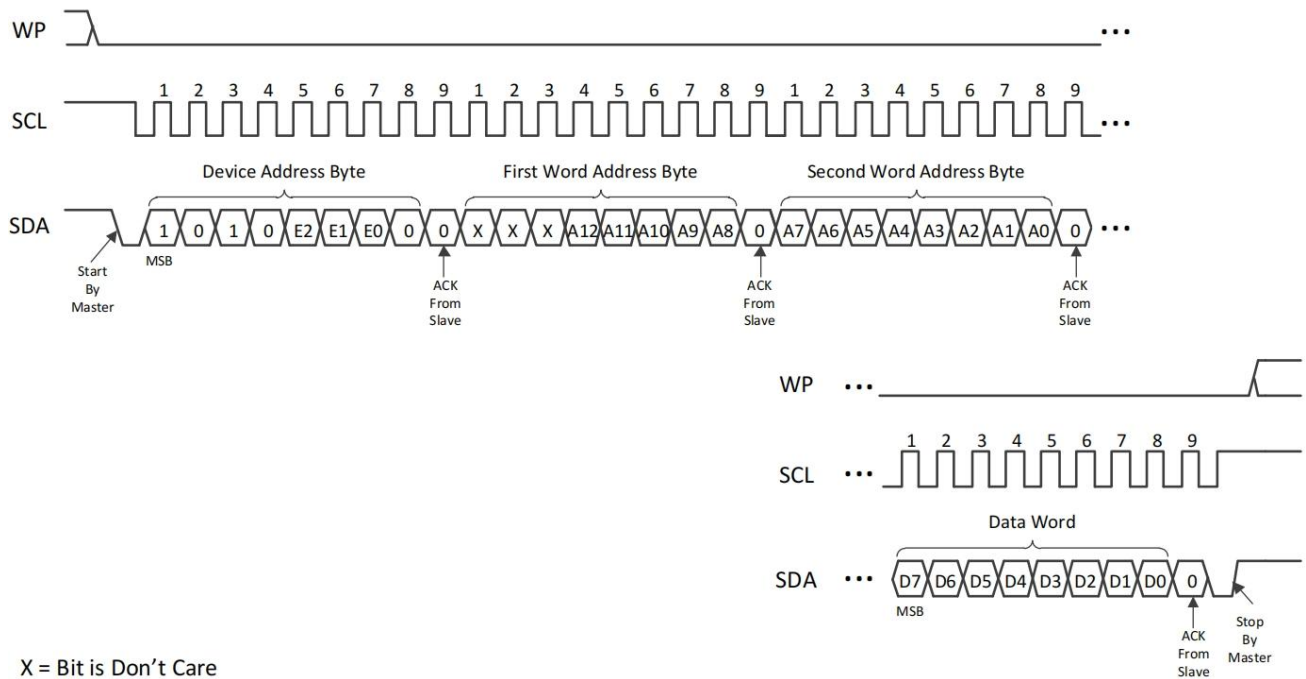 WP
...
1 2 3 4 5 6 7 8 9 1 2 3 4 5 6 7 8 9 1 2 3 4 5 6 7 8 9
SCL
...
Device Address Byte
First Word Address Byte
Second Word Address Byte
SDA
1 0 1 0 E2 E1 E0 0 0 X X X A12 A11 A10 A9 A8 0 A7 A6 A5 A4 A3 A2 A1 A0 0
...
MSB
Start
By
Master
ACK
From
Slave
ACK
From
Slave
ACK
From
Slave
WP
...
1 2 3 4 5 6 7 8 9
SCL
...
Data Word
SDA
...
D7 D6 D5 D4 D3 D2 D1 D0 0
MSB
ACK
From
Slave
Stop
By
Master
X = Bit is Don't Care